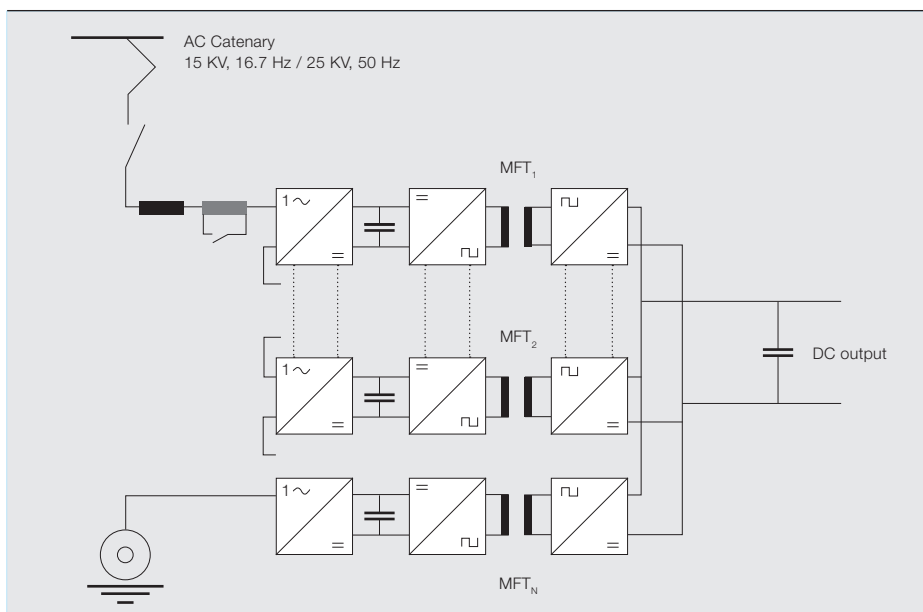 AC Catenary
15 KV, 16.7 Hz / 25 KV, 50 Hz
MFT1
1
MFT2
1
DC output
1
MFTN